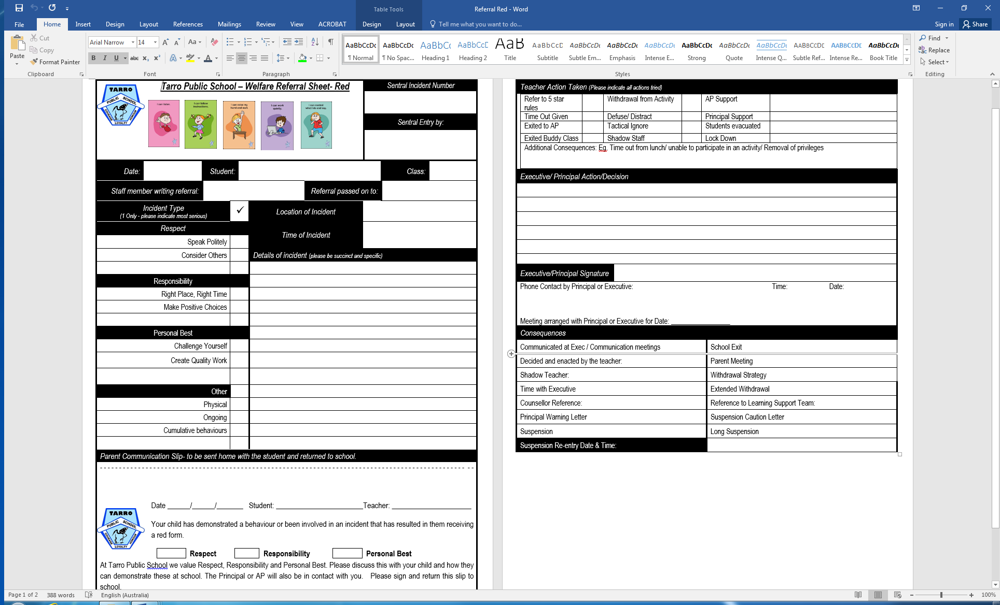 Table Tools
Referral Red - Word
File Home Insert Design Layout References Mailings Review View ACROBAT Design Layout Tell me what you want to do... Sign in Share
Paste
Cut
Copy
Format Painter
Clipboard
Arial Narrow 14
Font
Paragraph
AaBbCcDc AaBbCcDc AaBbC AaBbCcD AaB AaBbCcD AaBbCcDc AaBbCcDc AaBbCcDc AaBbCcDc AaBbCcDc AaBbCcDc AABBCCDE AABBCCDE AaBbCcDc
¶ Normal ¶ No Spac... Heading 1 Heading 2 Title Subtitle Subtle Em... Emphasis Intense E... Strong Quote Intense Q... Subtle Ref... Intense Re... Book Title
Styles
Find
Replace
Select
Editing
Tarro Public School – Welfare Referral Sheet- Red
TARRO
PUBLIC SCHOOL
COURAGE HONOUR
LOYALTY
I can listen.
I can follow instructions.
I can raise my hand and wait.
I can work quietly.
I can control what I do and say.
Sentral Incident Number
Sentral Entry by:
Date: Student: Class:
Staff member writing referral: Referral passed on to:
Incident Type
(1 Only - please indicate most serious)
✓
Location of Incident
Respect
Time of Incident
Speak Politely
Consider Others
Details of incident (please be succinct and specific)
Responsibility
Right Place, Right Time
Make Positive Choices
Personal Best
Challenge Yourself
Create Quality Work
Other
Physical
Ongoing
Cumulative behaviours
Parent Communication Slip- to be sent home with the student and returned to school.
Date ______/______/_______ Student: ______________________Teacher: ____________________
TARRO
PUBLIC SCHOOL
COURAGE HONOUR
LOYALTY
Your child has demonstrated a behaviour or been involved in an incident that has resulted in them receiving
a red form.
Respect Responsibility Personal Best
At Tarro Public School we value Respect, Responsibility and Personal Best. Please discuss this with your child and how they
can demonstrate these at school. The Principal or AP will also be in contact with you. Please sign and return this slip to
school.
Teacher Action Taken (Please indicate all actions tried)
Refer to 5 star rules Withdrawal from Activity AP Support
Time Out Given Defuse/ Distract Principal Support
Exited to AP Tactical Ignore Students evacuated
Exited Buddy Class Shadow Staff Lock Down
Additional Consequences: Eg. Time out from lunch/ unable to participate in an activity/ Removal of privileges
Executive/ Principal Action/Decision
Executive/Principal Signature
Phone Contact by Principal or Executive: Time: Date:
Meeting arranged with Principal or Executive for Date: _______________
Consequences
Communicated at Exec / Communication meetings School Exit
Decided and enacted by the teacher: Parent Meeting
Shadow Teacher: Withdrawal Strategy
Time with Executive Extended Withdrawal
Counsellor Reference: Reference to Learning Support Team:
Principal Warning Letter Suspension Caution Letter
Suspension Long Suspension
Suspension Re-entry Date & Time:
Page 1 of 2 388 words English (Australia) 100%